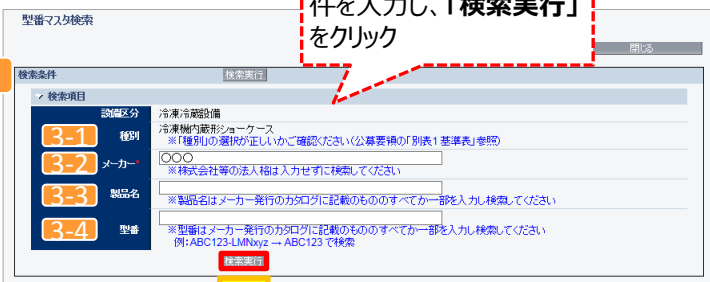 件を入力し、「検索実行」
をクリック
型番マスタ検索
閉じる
検索条件
検索実行
検索項目
設備区分
冷凍冷蔵設備
3-1
種別
冷凍機内蔵形ショーケース
※「種別」の選択が正しいかご確認ください（公募要領の「別表1 基準表」参照）
3-2
メーカー*
○○○
※株式会社等の法人格は入力せずに検索してください
3-3
製品名
※製品名はメーカー発行のカタログに記載のもののすべてか一部を入力し検索してください
3-4
型番
※型番はメーカー発行のカタログに記載のもののすべてか一部を入力し検索してください
例：ABC123-LMNxyz → ABC123 で検索
検索実行